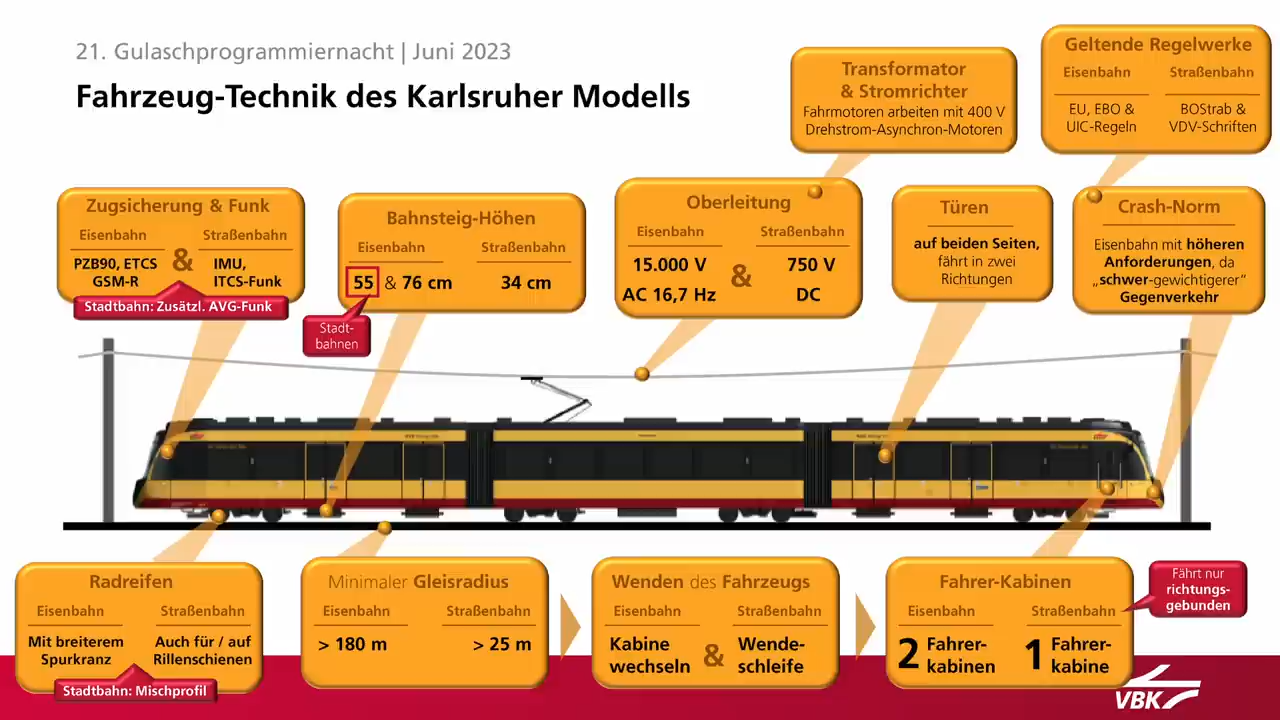 21. Gulaschprogrammiernacht | Juni 2023
Fahrzeug-Technik des Karlsruher Modells
Transformator
& Stromrichter
Fahrmotoren arbeiten mit 400 V
Drehstrom-Asynchron-Motoren
Geltende Regelwerke
Eisenbahn Straßenbahn
EU, EBO & BOStrab &
UIC-Regeln VDV-Schriften
Zugsicherung & Funk
Eisenbahn Straßenbahn
PZB90, ETCS & IMU,
GSM-R ITCS-Funk
Stadtbahn: Zusätzl. AVG-Funk
Bahnsteig-Höhen
Eisenbahn Straßenbahn
55 & 76 cm 34 cm
Stadt-
bahnen
Oberleitung
Eisenbahn Straßenbahn
15.000 V & 750 V
AC 16,7 Hz DC
Türen
auf beiden Seiten,
fährt in zwei
Richtungen
Crash-Norm
Eisenbahn mit höheren
Anforderungen, da
„schwer-gewichtigerer"
Gegenverkehr
Radreifen
Eisenbahn Straßenbahn
Mit breiterem Auch für / auf
Spurkranz Rillenschienen
Stadtbahn: Mischprofil
Minimaler Gleisradius
Eisenbahn Straßenbahn
> 180 m > 25 m
Wenden des Fahrzeugs
Eisenbahn Straßenbahn
Kabine & Wende-
wechseln schleife
Fahrer-Kabinen
Eisenbahn Straßenbahn
2 Fahrer- 1 Fahrer-
kabinen kabine
Fährt nur
richtungs-
gebunden
VBK